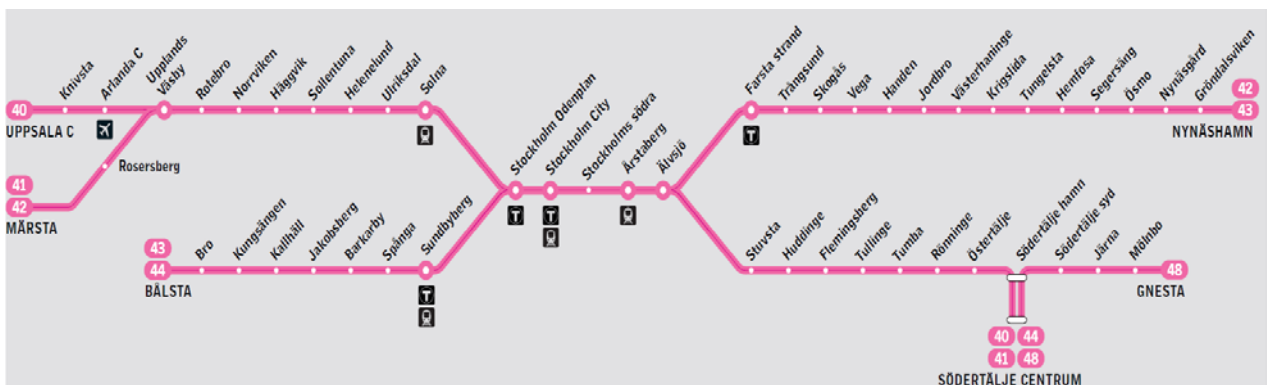 40
UPPSALA C
Knivsta
Arlanda C
Upplands
Väsby
Rotebro
Norrviken
Häggvik
Sollentuna
Helenelund
Ulriksdal
Solna
Rosersberg
41
42
MÄRSTA
43
44
BÅLSTA
Bro
Kungsängen
Kallhäll
Jakobsberg
Barkarby
Spånga
Sundbyberg
T
Stockholm Odenplan
T
Stockholm City
T
Stockholms södra
Årstaberg
Älvsjö
Farsta strand
T
Trångsund
Skogås
Vega
Handen
Jordbro
Västerhaninge
Krigslida
Tungelsta
Hemfosa
Segersäng
Ösmo
Nynäsgård
Gröndalsviken
42
43
NYNÄSHAMN
Stuvsta
Huddinge
Flemingsberg
Tullinge
Tumba
Rönninge
Östertälje
Södertälje hamn
Södertälje syd
Järna
Mölnbo
48
GNESTA
40 44
41 48
SÖDERTÄLJE CENTRUM